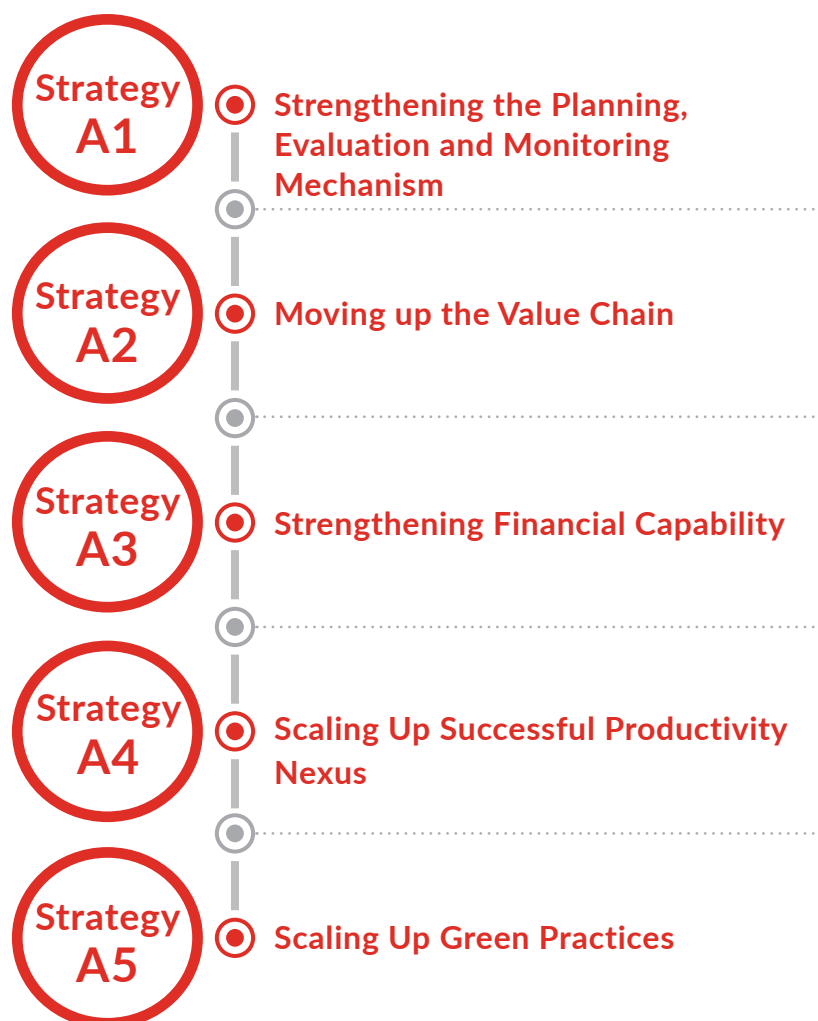 Strategy
A1
Strengthening the Planning,
Evaluation and Monitoring
Mechanism
Strategy
A2
Moving up the Value Chain
Strategy
A3
Strengthening Financial Capability
Strategy
A4
Scaling Up Successful Productivity
Nexus
Strategy
A5
Scaling Up Green Practices